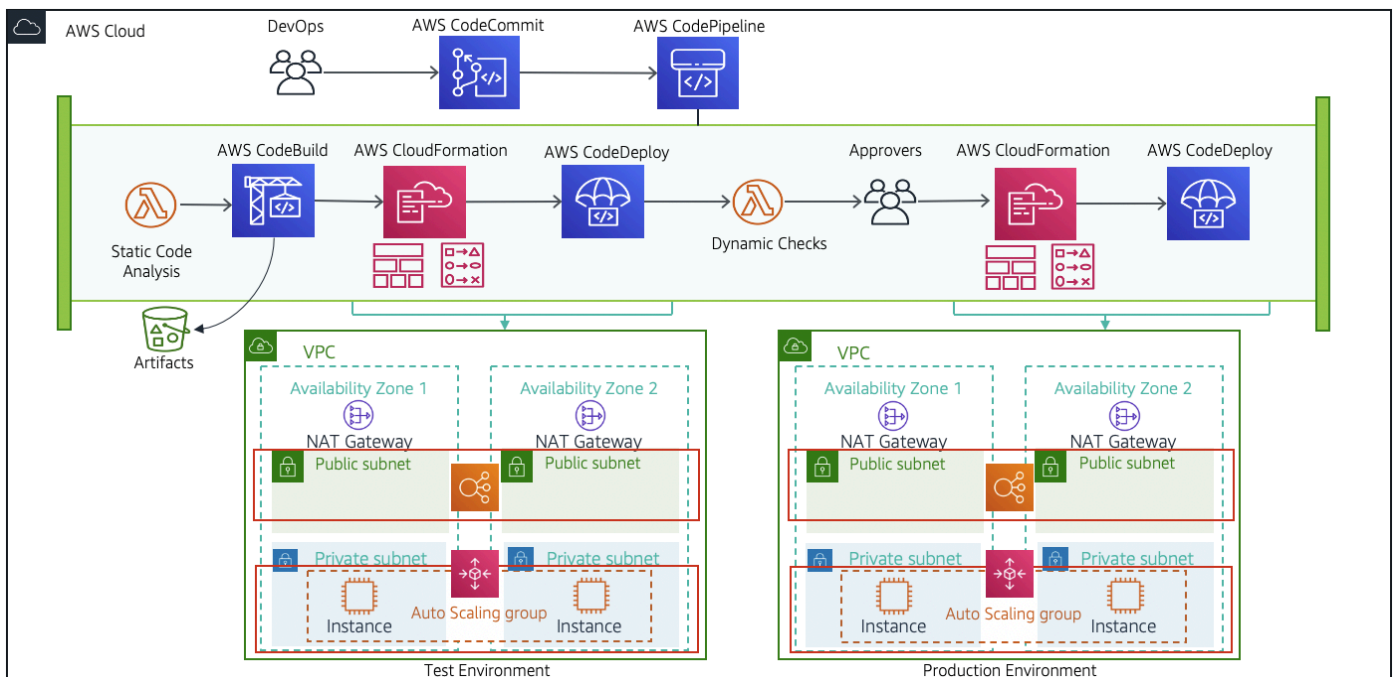 AWS Cloud
DevOps
AWS CodeCommit
AWS CodePipeline
AWS CodeBuild
AWS CloudFormation
AWS CodeDeploy
Approvers
AWS CloudFormation
AWS CodeDeploy
Static Code
Analysis
Dynamic Checks
Artifacts
VPC
Availability Zone 1
Availability Zone 2
NAT Gateway
NAT Gateway
Public subnet
Public subnet
Private subnet
Private subnet
Auto Scaling group
Instance
Instance
Test Environment
VPC
Availability Zone 1
Availability Zone 2
NAT Gateway
NAT Gateway
Public subnet
Public subnet
Private subnet
Private subnet
Auto Scaling group
Instance
Instance
Production Environment